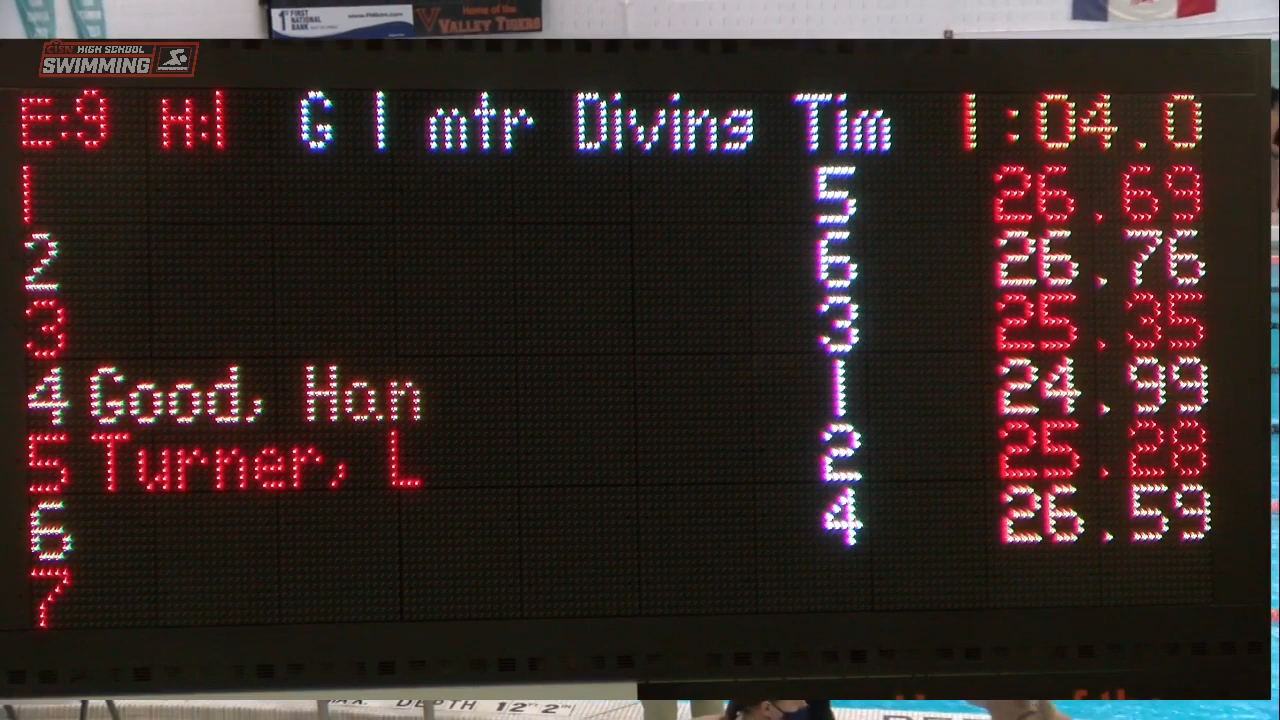 1 FIRST NATIONAL BANK
Home of the
VALLEY TIGERS
HIGH SCHOOL
SWIMMING
E:9 H:1 G 1 mtr Diving Tim 1:04.0
1 5 26.69
2 6 26.76
3 3 25.35
4 Good, Han 1 24.99
5 Turner, L 2 25.28
6 4 26.59
7
MAX. DEPTH 12' 2"